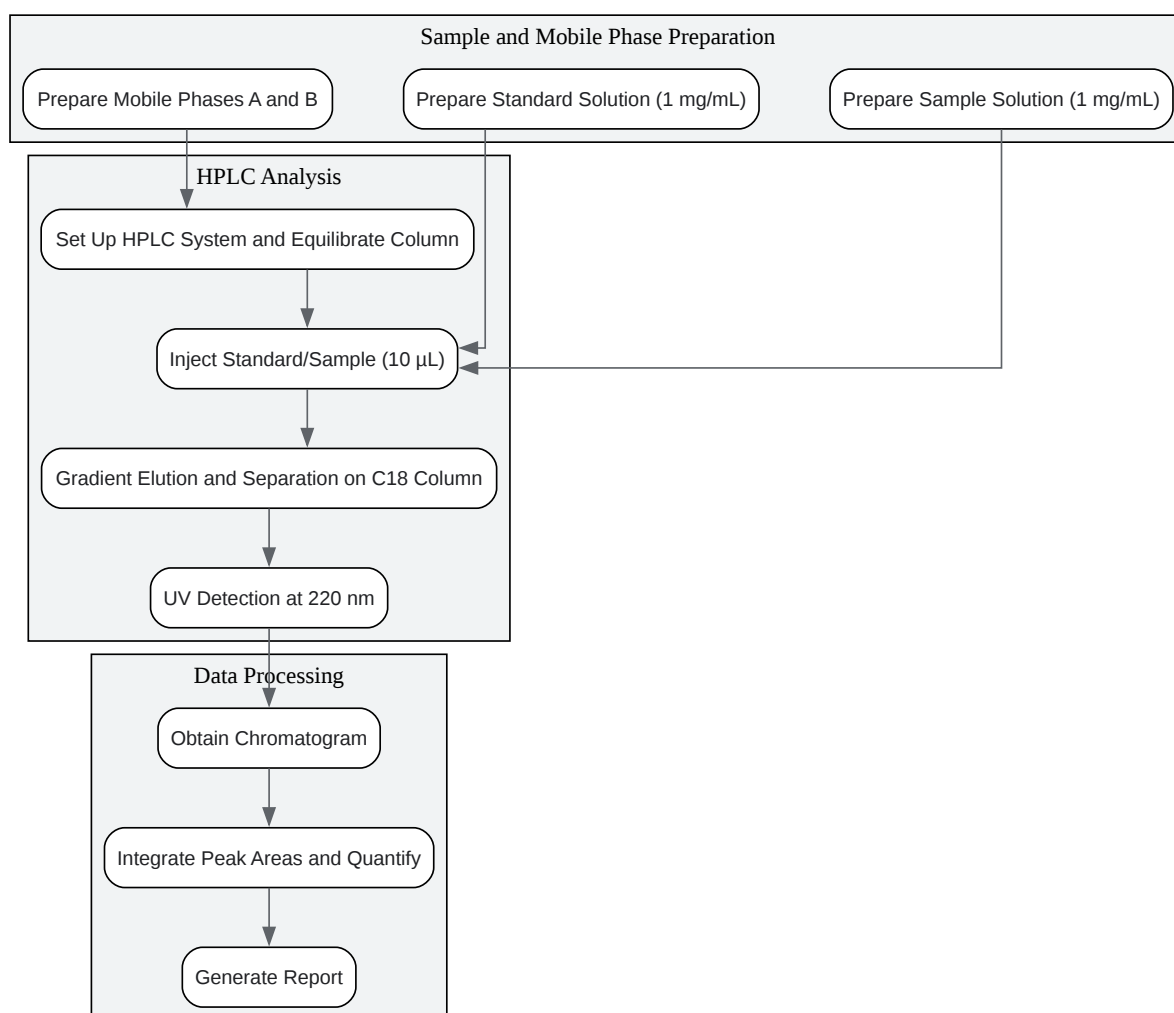 Sample and Mobile Phase Preparation
Prepare Mobile Phases A and B
Prepare Standard Solution (1 mg/mL)
Prepare Sample Solution (1 mg/mL)
HPLC Analysis
Set Up HPLC System and Equilibrate Column
Inject Standard/Sample (10 µL)
Gradient Elution and Separation on C18 Column
UV Detection at 220 nm
Data Processing
Obtain Chromatogram
Integrate Peak Areas and Quantify
Generate Report